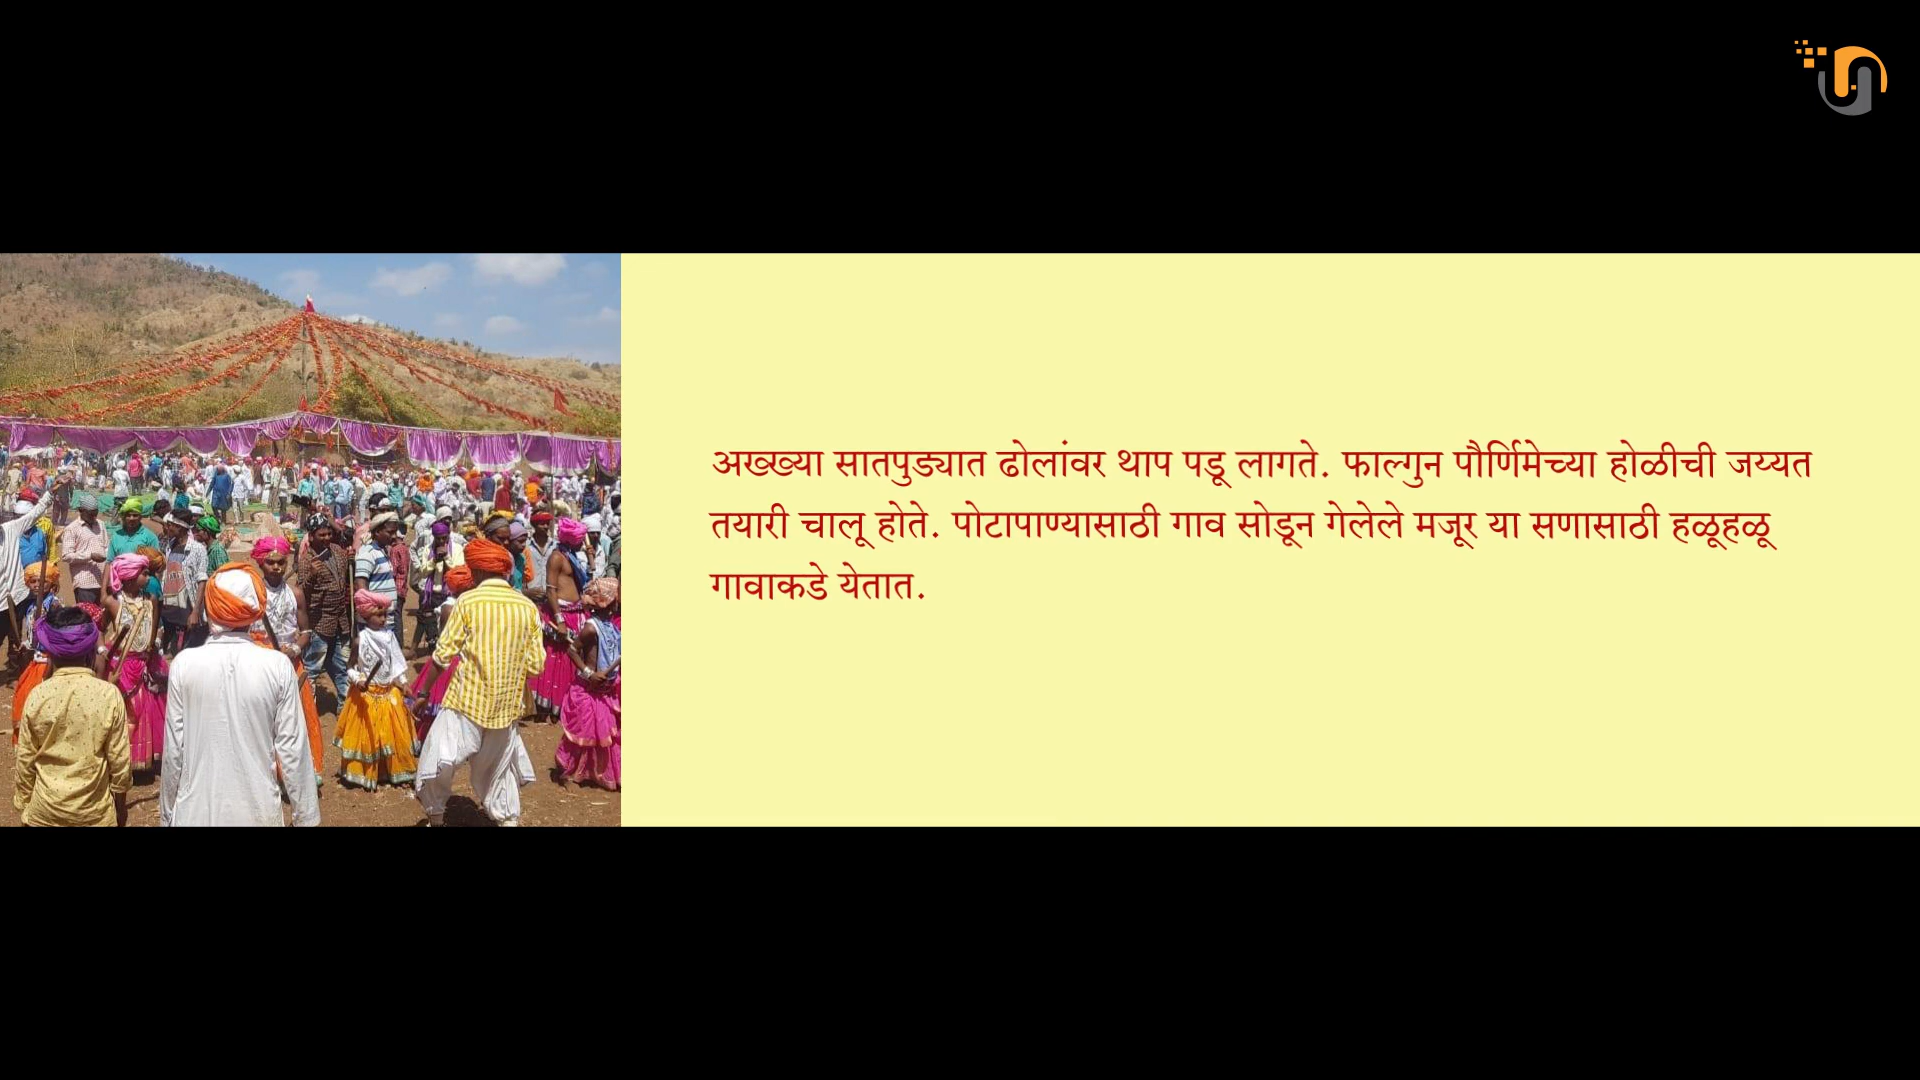 अख्ख्या सातपुड्यात ढोलांवर थाप पडू लागते. फाल्गुन पौर्णिमेच्या होळीची जय्यत
तयारी चालू होते. पोटापाण्यासाठी गाव सोडून गेलेले मजूर या सणासाठी हळूहळू
गावाकडे येतात.